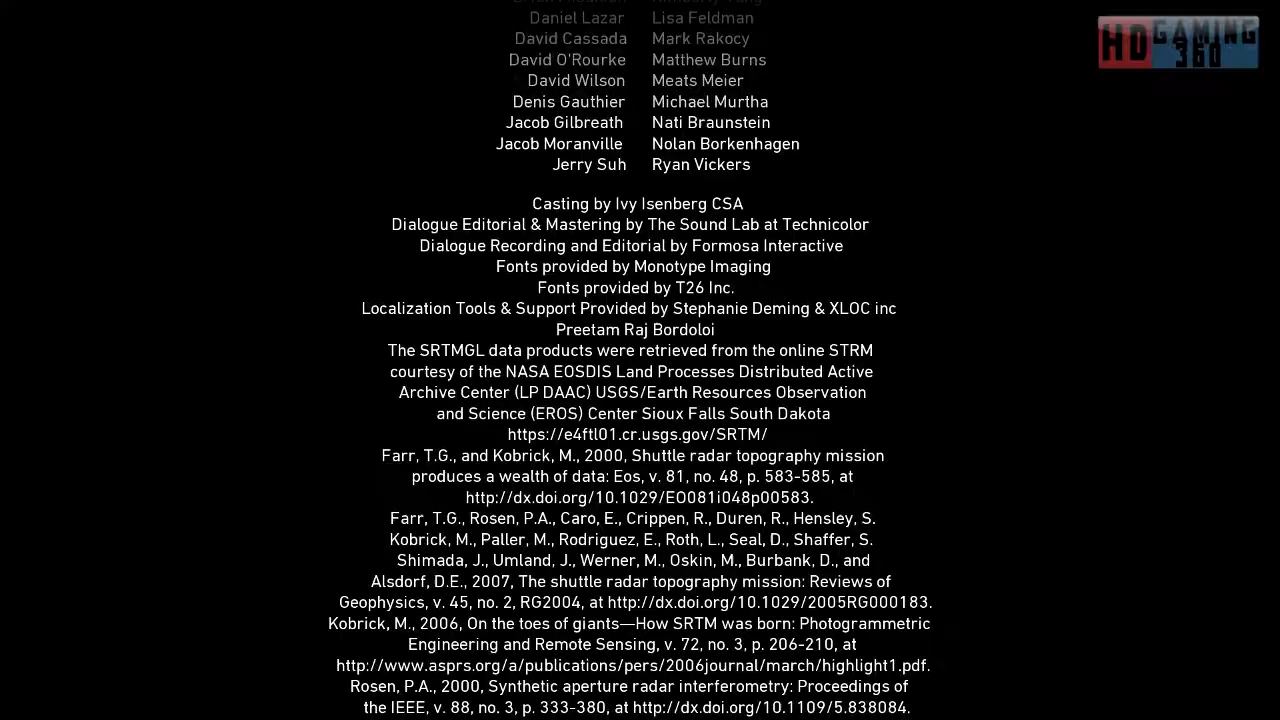 Daniel Lazar Lisa Feldman
David Cassada Mark Rakocy
David O'Rourke Matthew Burns
David Wilson Meats Meier
Denis Gauthier Michael Murtha
Jacob Gilbreath Nati Braunstein
Jacob Moranville Nolan Borkenhagen
Jerry Suh Ryan Vickers
Casting by Ivy Isenberg CSA
Dialogue Editorial & Mastering by The Sound Lab at Technicolor
Dialogue Recording and Editorial by Formosa Interactive
Fonts provided by Monotype Imaging
Fonts provided by T26 Inc.
Localization Tools & Support Provided by Stephanie Deming & XLOC inc
Preetam Raj Bordoloi
The SRTMGL data products were retrieved from the online STRM
courtesy of the NASA EOSDIS Land Processes Distributed Active
Archive Center (LP DAAC) USGS/Earth Resources Observation
and Science (EROS) Center Sioux Falls South Dakota
https://e4ftl01.cr.usgs.gov/SRTM/
Farr, T.G., and Kobrick, M., 2000, Shuttle radar topography mission
produces a wealth of data: Eos, v. 81, no. 48, p. 583-585, at
http://dx.doi.org/10.1029/EO081i048p00583.
Farr, T.G., Rosen, P.A., Caro, E., Crippen, R., Duren, R., Hensley, S.
Kobrick, M., Paller, M., Rodriguez, E., Roth, L., Seal, D., Shaffer, S.
Shimada, J., Umland, J., Werner, M., Oskin, M., Burbank, D., and
Alsdorf, D.E., 2007, The shuttle radar topography mission: Reviews of
Geophysics, v. 45, no. 2, RG2004, at http://dx.doi.org/10.1029/2005RG000183.
Kobrick, M., 2006, On the toes of giants—How SRTM was born: Photogrammetric
Engineering and Remote Sensing, v. 72, no. 3, p. 206-210, at
http://www.asprs.org/a/publications/pers/2006journal/march/highlight1.pdf.
Rosen, P.A., 2000, Synthetic aperture radar interferometry: Proceedings of
the IEEE, v. 88, no. 3, p. 333-380, at http://dx.doi.org/10.1109/5.838084.
HD GAMING
360